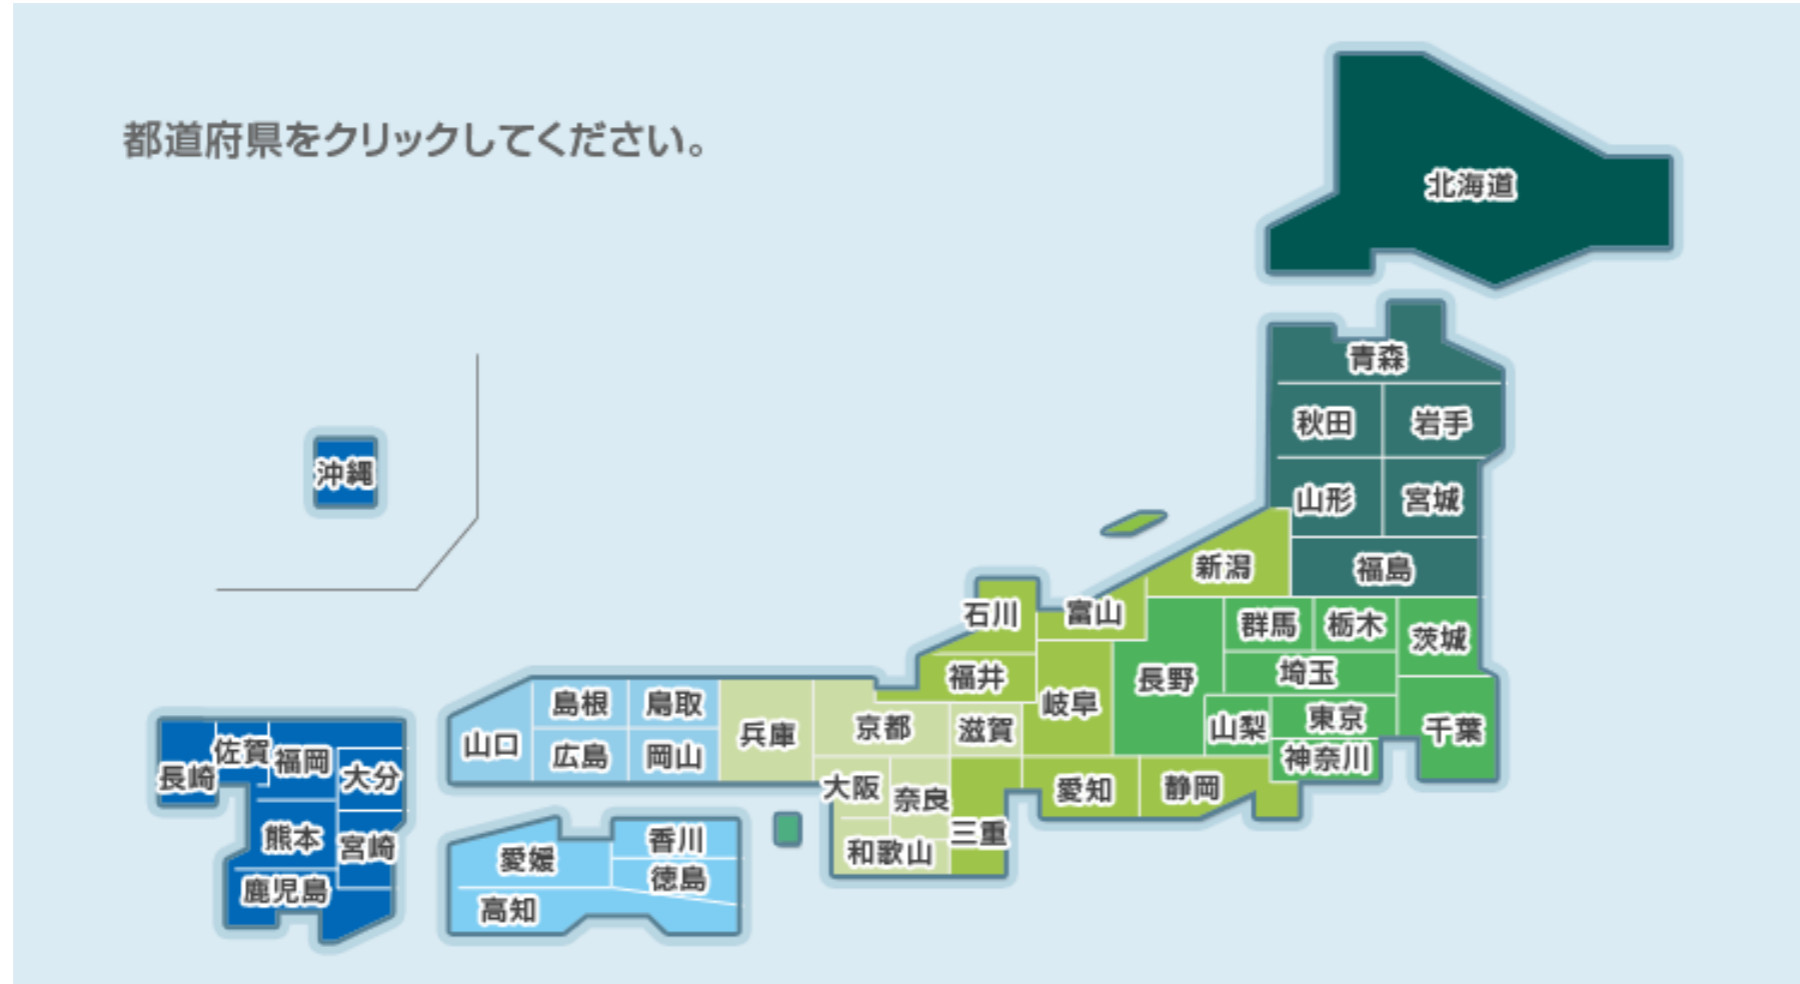 都道府県をクリックしてください。
北海道
青森
秋田
岩手
山形
宮城
福島
沖縄
新潟
石川
富山
群馬
栃木
茨城
福井
岐阜
長野
埼玉
島根
鳥取
兵庫
京都
滋賀
山梨
東京
千葉
山口
広島
岡山
神奈川
佐賀
福岡
長崎
大分
大阪
奈良
愛知
静岡
熊本
宮崎
三重
和歌山
香川
愛媛
徳島
鹿児島
高知